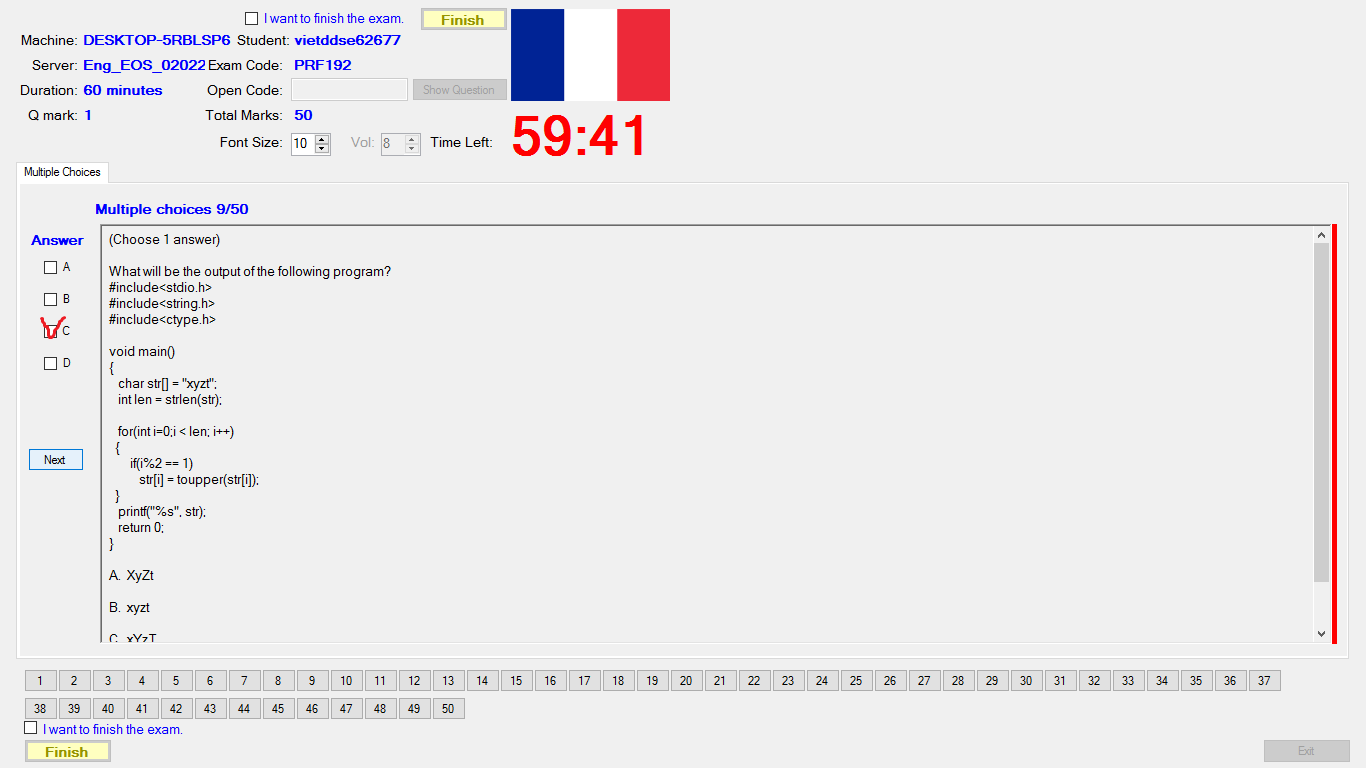 I want to finish the exam. Finish
Machine: DESKTOP-5RBLSP6 Student: vietddse62677
Server: Eng_EOS_02022 Exam Code: PRF192
Duration: 60 minutes Open Code: Show Question
Q mark: 1 Total Marks: 50
Font Size: 10 Vol: 8 Time Left: 59:41
Multiple Choices
Multiple choices 9/50
Answer
A
B
C
D
Next
(Choose 1 answer)
What will be the output of the following program?
#include<stdio.h>
#include<string.h>
#include<ctype.h>
void main()
{
char str[] = "xyzt";
int len = strlen(str);
for(int i=0;i < len; i++)
{
if(i%2 == 1)
str[i] = toupper(str[i]);
}
printf("%s", str);
return 0;
}
A. XyZt
B. xyzt
C. xYzT
1 2 3 4 5 6 7 8 9 10 11 12 13 14 15 16 17 18 19 20 21 22 23 24 25 26 27 28 29 30 31 32 33 34 35 36 37
38 39 40 41 42 43 44 45 46 47 48 49 50
I want to finish the exam.
Finish Exit